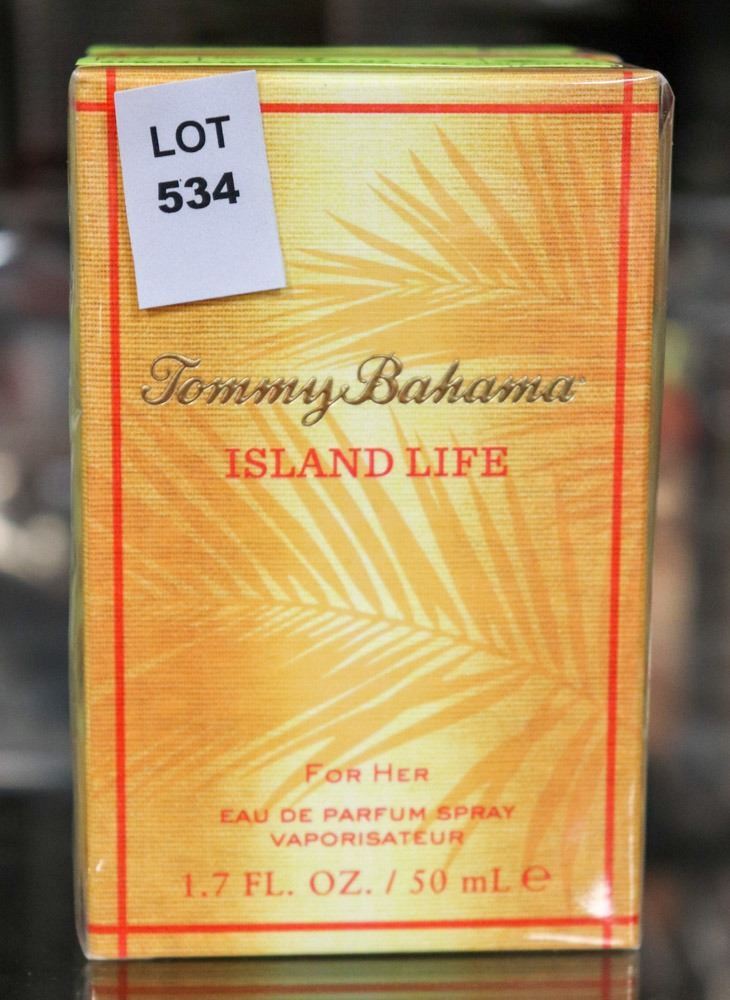 LOT
534
Tommy Bahama
ISLAND LIFE
FOR HER
EAU DE PARFUM SPRAY
VAPORISATEUR
1.7 FL. OZ. / 50 mL ℮